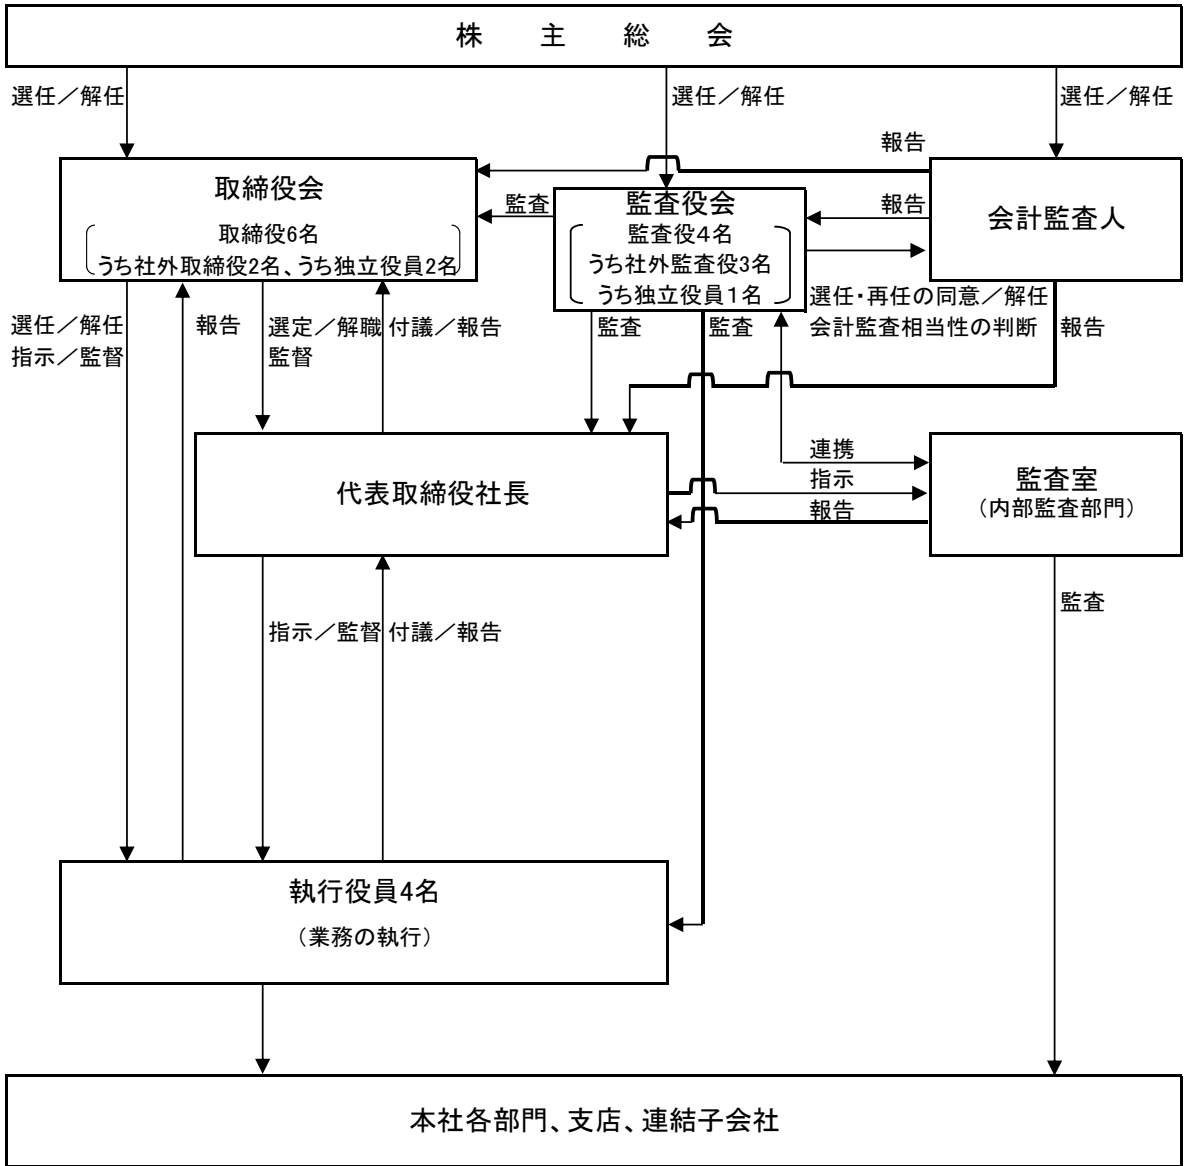 株 主 総 会
選任／解任
選任／解任
選任／解任
報告
取締役会
取締役6名
うち社外取締役2名、うち独立役員2名
監査
監査役会
監査役４名
うち社外監査役3名
うち独立役員１名
報告
会計監査人
選任・再任の同意／解任
会計監査相当性の判断
報告
選任／解任
指示／監督
報告
選定／解職
監督
付議／報告
監査
監査
代表取締役社長
連携
指示
報告
監査室
（内部監査部門）
監査
指示／監督
付議／報告
執行役員4名
（業務の執行）
本社各部門、支店、連結子会社